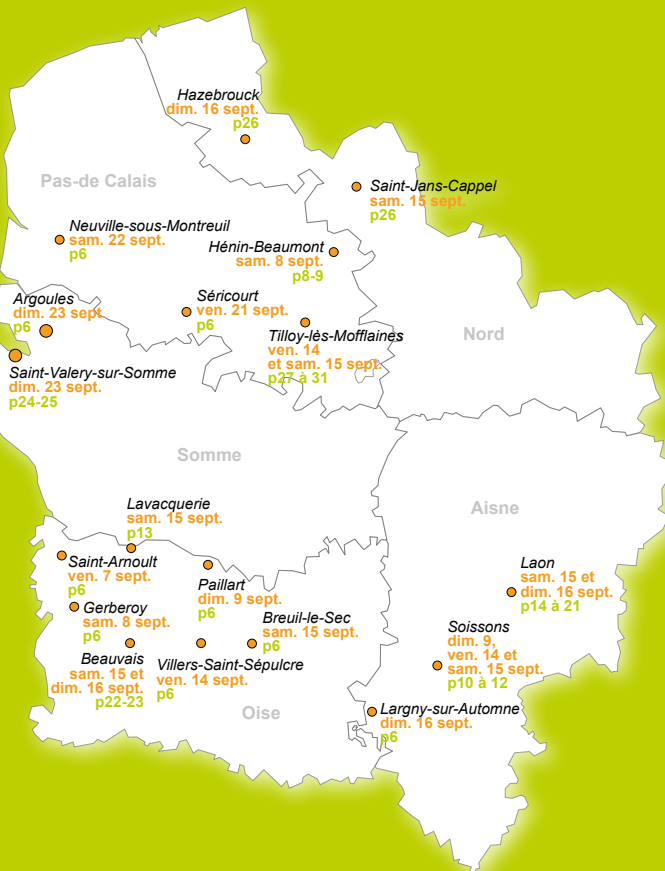 Hazebrouck
dim. 16 sept.
p26
Pas-de Calais
Saint-Jans-Cappel
sam. 15 sept.
p26
Neuville-sous-Montreuil
sam. 22 sept.
p6
Hénin-Beaumont
sam. 8 sept.
p8-9
Argoules
dim. 23 sept.
p6
Séricourt
ven. 21 sept.
p6
Tilloy-lès-Mofflaines
ven. 14
et sam. 15 sept.
p27 à 31
Nord
Saint-Valery-sur-Somme
dim. 23 sept.
p24-25
Somme
Aisne
Lavacquerie
sam. 15 sept.
p13
Saint-Arnoult
ven. 7 sept.
p6
Paillart
dim. 9 sept.
p6
Laon
sam. 15 et
dim. 16 sept.
p14 à 21
Gerberoy
sam. 8 sept.
p6
Breuil-le-Sec
sam. 15 sept.
p6
Soissons
dim. 9,
ven. 14 et
sam. 15 sept.
p10 à 12
Beauvais
sam. 15 et
dim. 16 sept.
p22-23
Villers-Saint-Sépulcre
ven. 14 sept.
p6
Oise
Largny-sur-Automne
dim. 16 sept.
p6